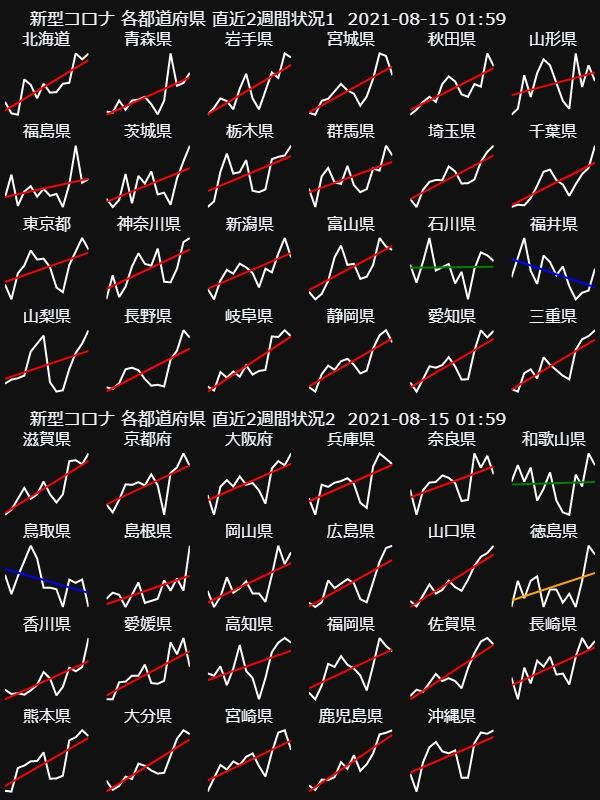 新型コロナ 各都道府県 直近2週間状況1 2021-08-15 01:59
北海道 青森県 岩手県 宮城県 秋田県 山形県
福島県 茨城県 栃木県 群馬県 埼玉県 千葉県
東京都 神奈川県 新潟県 富山県 石川県 福井県
山梨県 長野県 岐阜県 静岡県 愛知県 三重県
新型コロナ 各都道府県 直近2週間状況2 2021-08-15 01:59
滋賀県 京都府 大阪府 兵庫県 奈良県 和歌山県
鳥取県 島根県 岡山県 広島県 山口県 徳島県
香川県 愛媛県 高知県 福岡県 佐賀県 長崎県
熊本県 大分県 宮崎県 鹿児島県 沖縄県